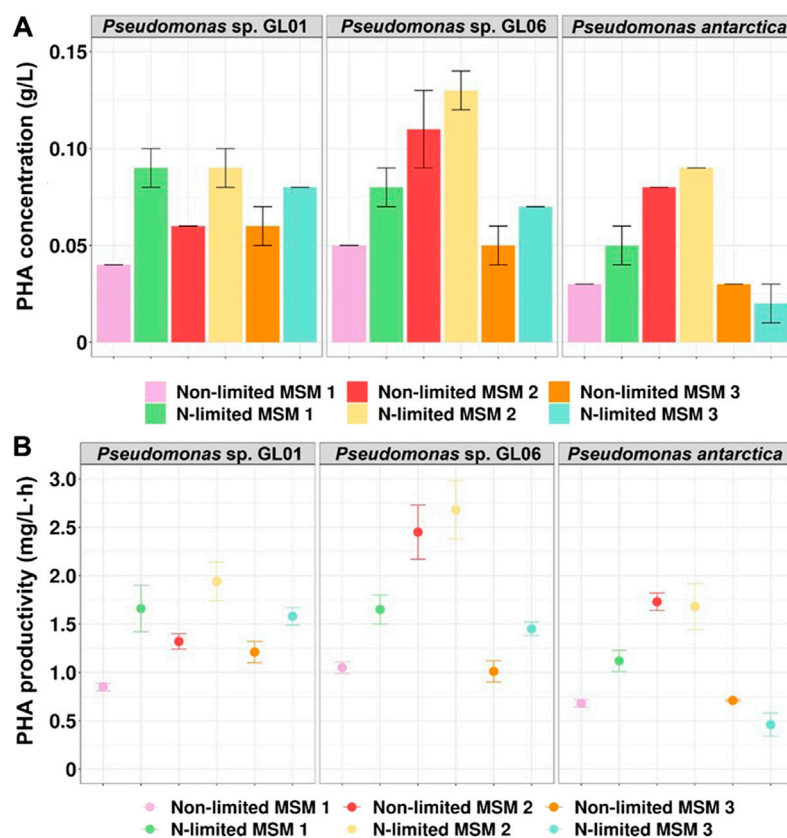 A
Pseudomonas sp. GL01 Pseudomonas sp. GL06 Pseudomonas antarctica
PHA concentration (g/L)
0.15
0.10
0.05
0
Non-limited MSM 1 Non-limited MSM 2 Non-limited MSM 3
N-limited MSM 1 N-limited MSM 2 N-limited MSM 3
B
Pseudomonas sp. GL01 Pseudomonas sp. GL06 Pseudomonas antarctica
PHA productivity (mg/L·h)
3.0
2.5
2.0
1.5
1.0
0.5
0
Non-limited MSM 1 Non-limited MSM 2 Non-limited MSM 3
N-limited MSM 1 N-limited MSM 2 N-limited MSM 3